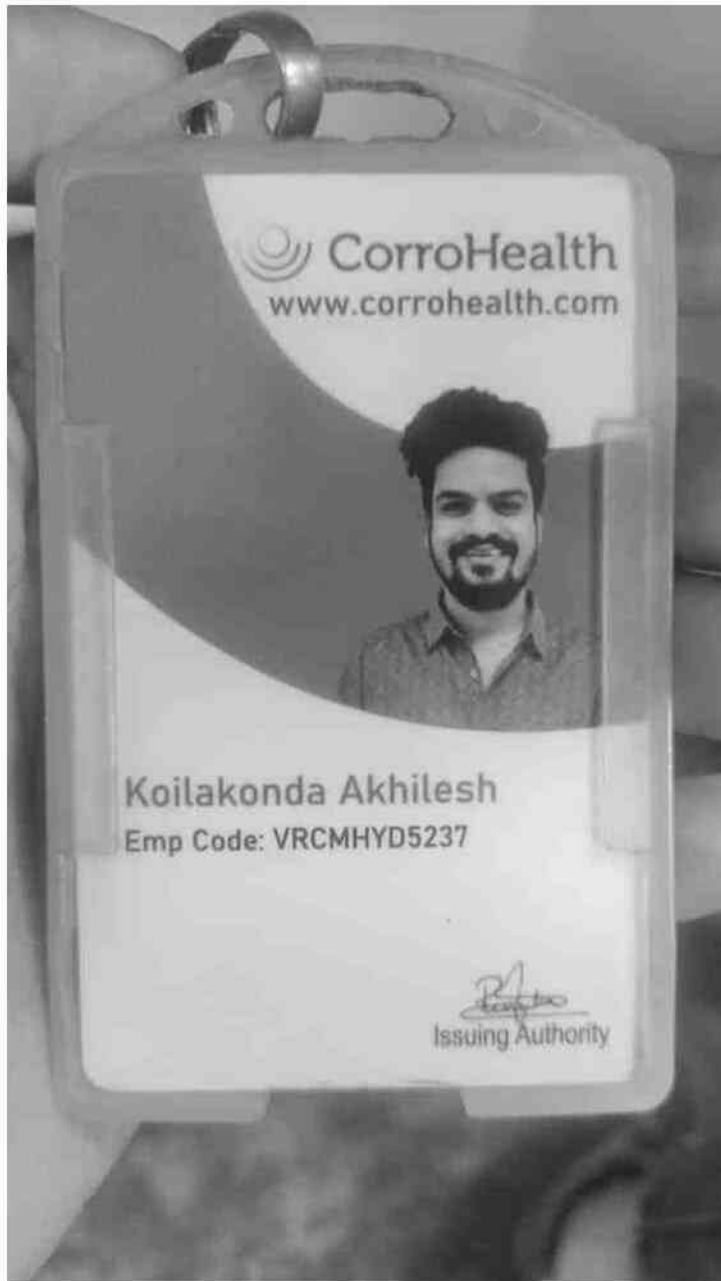 CorroHealth
www.corrohealth.com
Koilakonda Akhilesh
Emp Code: VRCMHYD5237
Issuing Authority